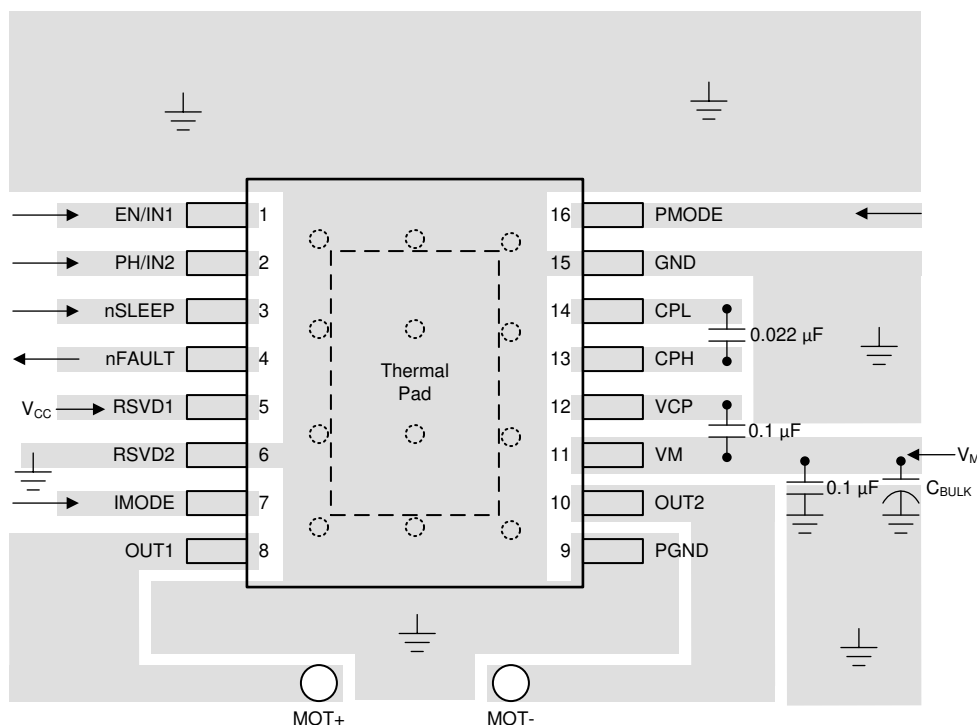 EN/IN1 1 16 PMODE
PH/IN2 2 15 GND
nSLEEP 3 14 CPL
0.022 µF
nFAULT 4 13 CPH
Thermal
Pad
VCC RSVD1 5 12 VCP
0.1 µF
RSVD2 6 11 VM VM
IMODE 7 10 OUT2 0.1 µF CBULK
OUT1 8 9 PGND
MOT+ MOT-